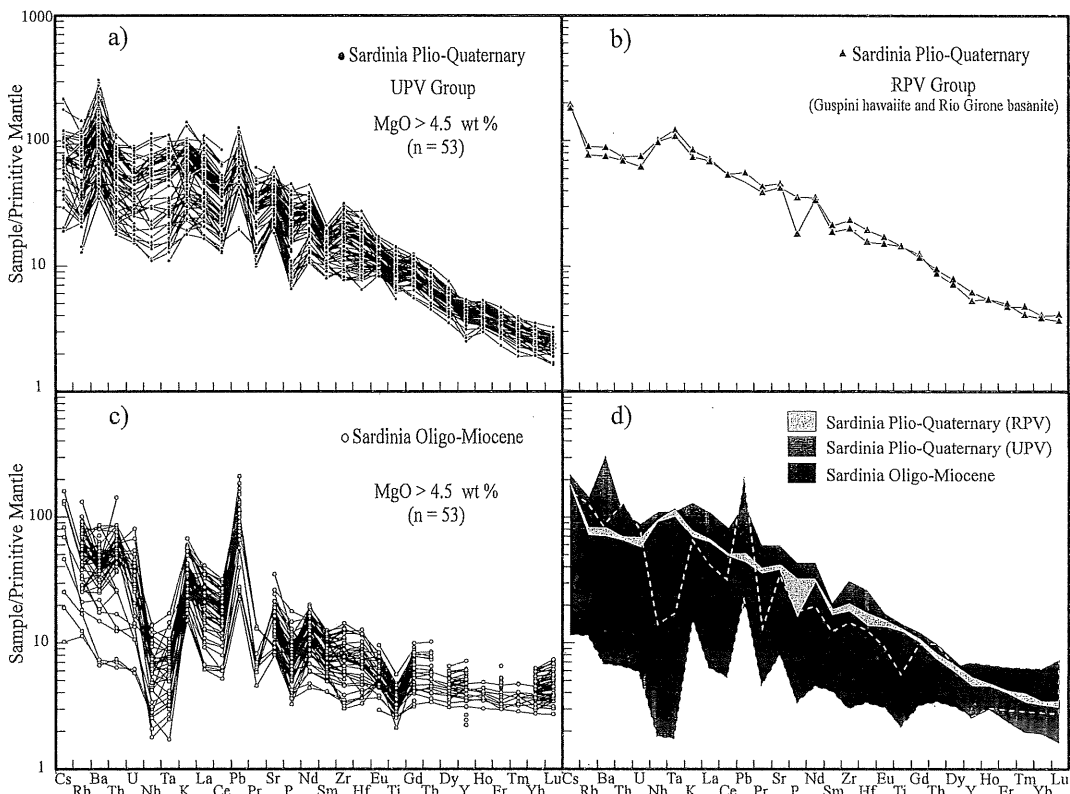 1000
100
10
1
Sample/Primitive Mantle
a)
Sardinia Plio-Quaternary
UPV Group
MgO > 4.5 wt %
(n = 53)
b)
Sardinia Plio-Quaternary
RPV Group
(Guspini hawaiite and Rio Girone basanite)
100
10
1
Sample/Primitive Mantle
c)
Sardinia Oligo-Miocene
MgO > 4.5 wt %
(n = 53)
d)
Sardinia Plio-Quaternary (RPV)
Sardinia Plio-Quaternary (UPV)
Sardinia Oligo-Miocene
Cs Ba U Ta La Pb Sr Nd Zr Eu Gd Dy Ho Tm Lu
Rb Th Nb K Ce Pr P Sm Hf Ti Tb Y Er Yb
Cs Ba U Ta La Pb Sr Nd Zr Eu Gd Dy Ho Tm Lu
Rb Th Nb K Ce Pr P Sm Hf Ti Tb Y Er Yb